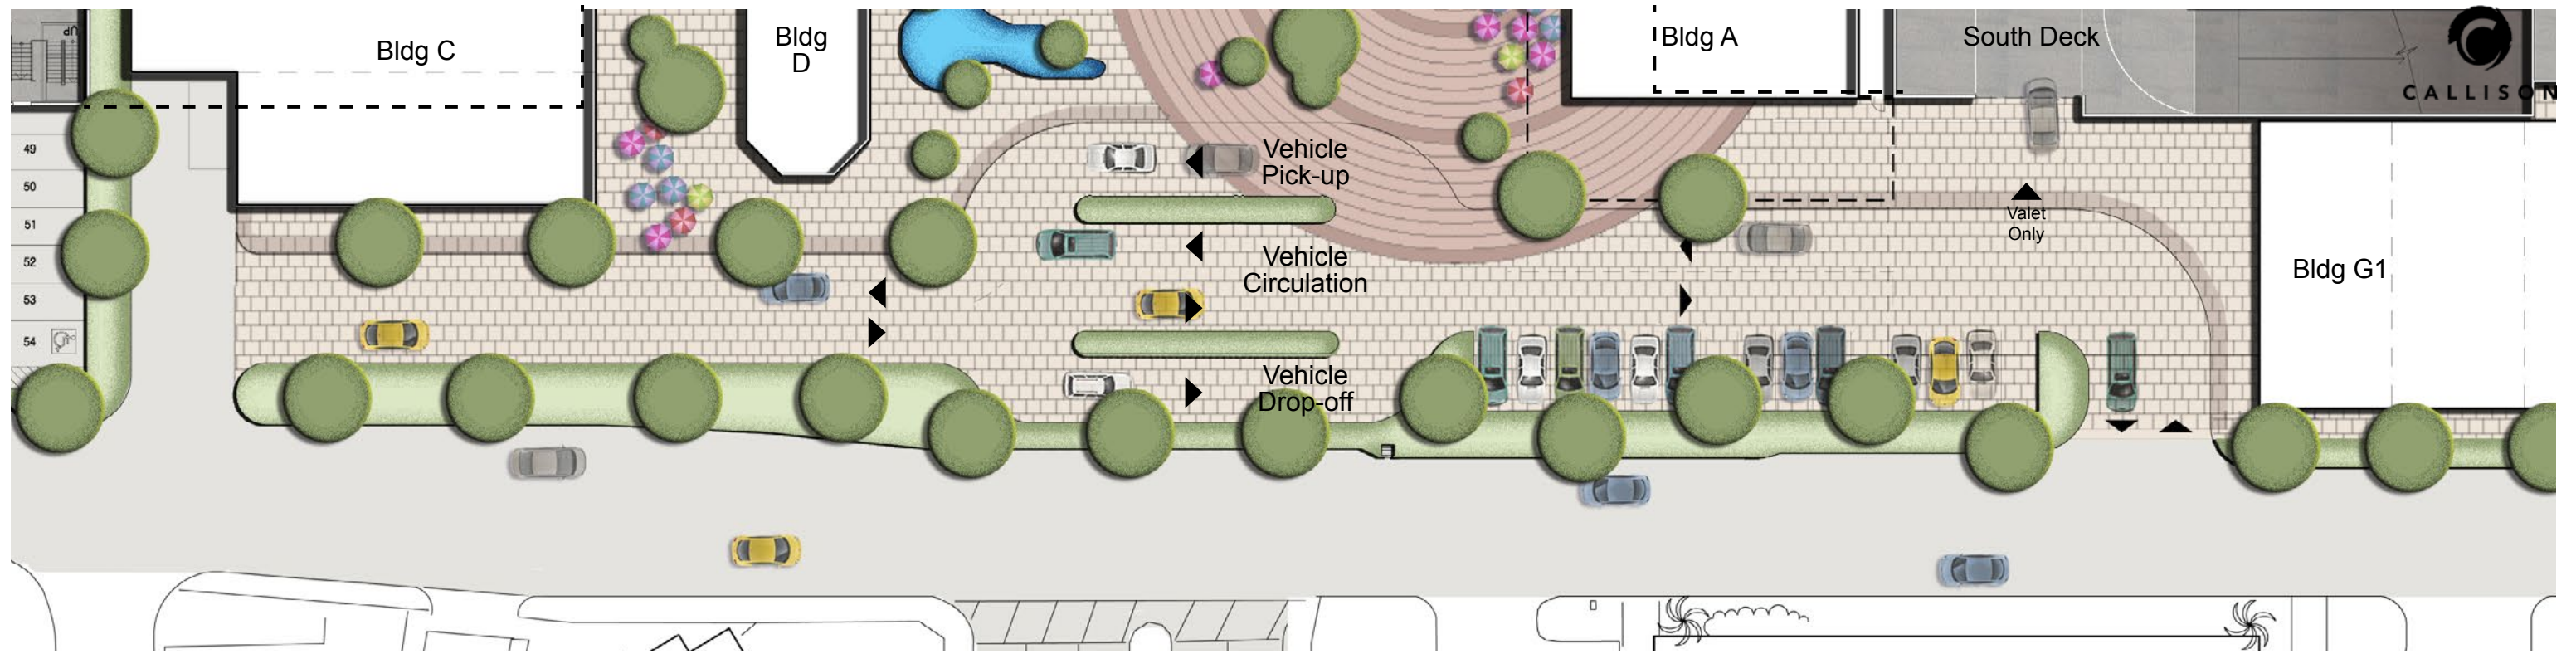 UP
Bldg C
Bldg
D
Bldg A
South Deck
CALLISON
49
50
51
52
53
54
Vehicle
Pick-up
Vehicle
Circulation
Vehicle
Drop-off
Valet
Only
Bldg G1